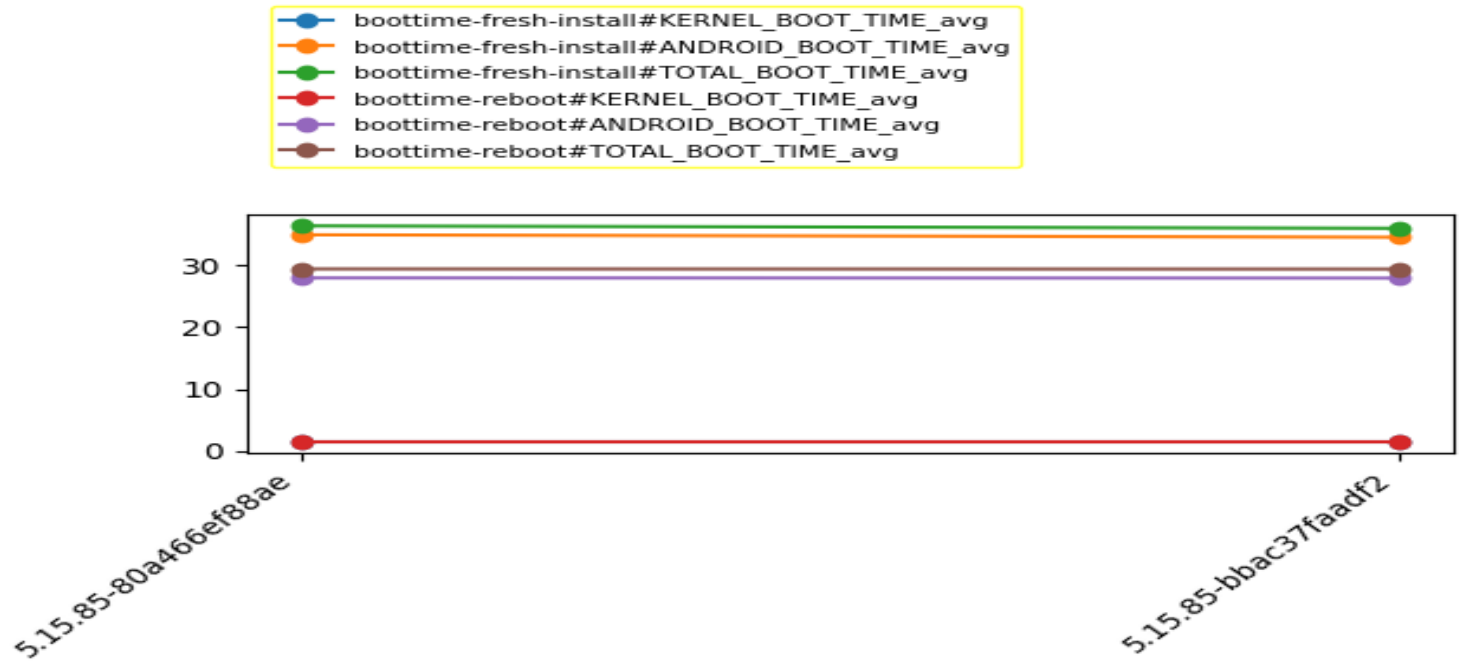 boottime-fresh-install#KERNEL_BOOT_TIME_avg
boottime-fresh-install#ANDROID_BOOT_TIME_avg
boottime-fresh-install#TOTAL_BOOT_TIME_avg
boottime-reboot#KERNEL_BOOT_TIME_avg
boottime-reboot#ANDROID_BOOT_TIME_avg
boottime-reboot#TOTAL_BOOT_TIME_avg
30
20
10
0
5.15.85-80a466ef88ae
5.15.85-bbac37faadf2